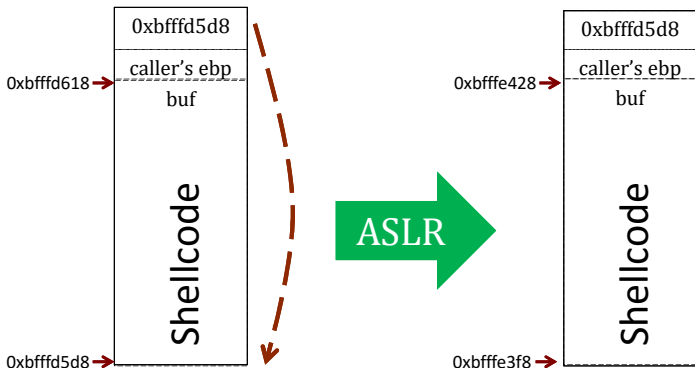 0xbfffd5d8
caller's ebp
0xbfffd618
buf
Shellcode
0xbfffd5d8
ASLR
0xbfffd5d8
caller's ebp
0xbfffe428
buf
Shellcode
0xbfffe3f8